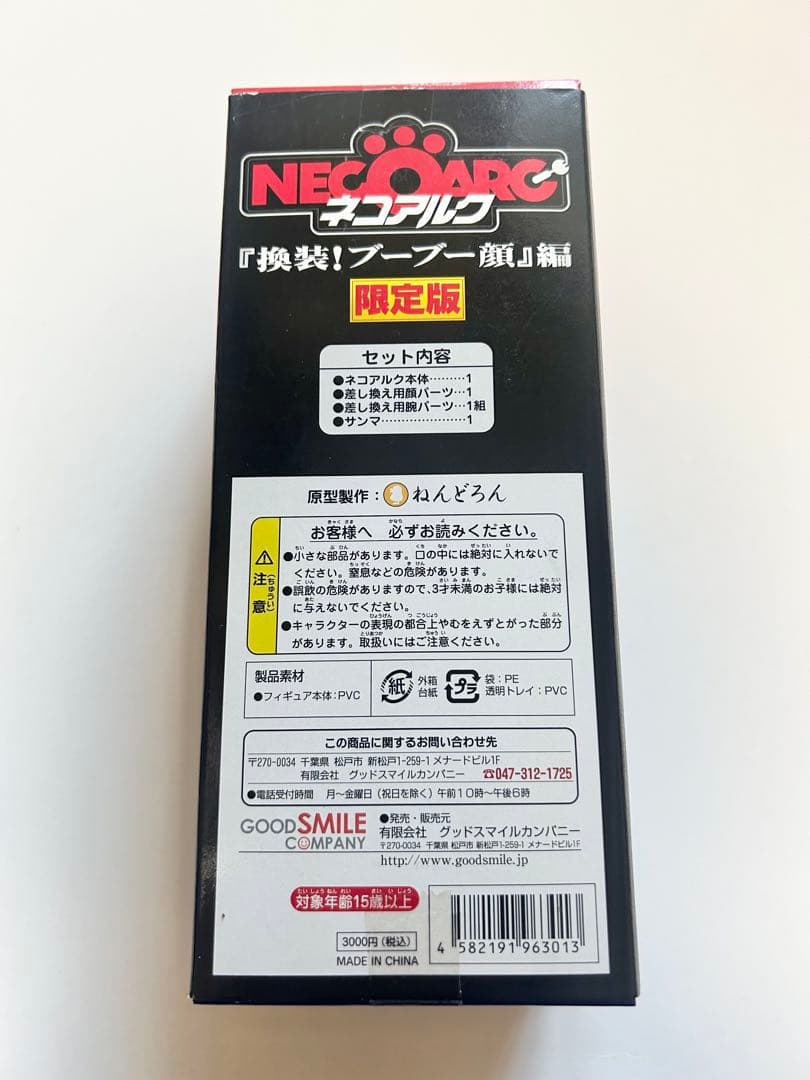 NECOARC
ネコアルク
『換装!ブーブー顔』編
限定版
セット内容
●ネコアルク本体………1
●差し換え用顔パーツ…1
●差し換え用腕パーツ…1組
●サンマ…………………1
原型製作:ねんどろん
お客様へ 必ずお読みください。
注意(ちゅうい)
●小さな部品があります。口の中には絶対に入れないで
ください。窒息などの危険があります。
●誤飲の危険がありますので、3才未満のお子様には絶対
に与えないでください。
●キャラクターの表現の都合上やむをえずとがった部分
があります。取扱いにはご注意ください。
製品素材
●フィギュア本体:PVC
紙 外箱
台紙
プラ 袋:PE
透明トレイ:PVC
この商品に関するお問い合わせ先
〒270-0034 千葉県 松戸市 新松戸1-259-1 メナードビル1F
有限会社 グッドスマイルカンパニー ☎047-312-1725
●電話受付時間 月〜金曜日(祝日を除く)午前10時〜午後6時
GOOD SMILE
COMPANY
●発売・販売元
有限会社 グッドスマイルカンパニー
〒270-0034 千葉県 松戸市 新松戸1-259-1 メナードビル1F
http://www.goodsmile.jp
対象年齢15歳以上
3000円(税込)
MADE IN CHINA
4 582191 963013